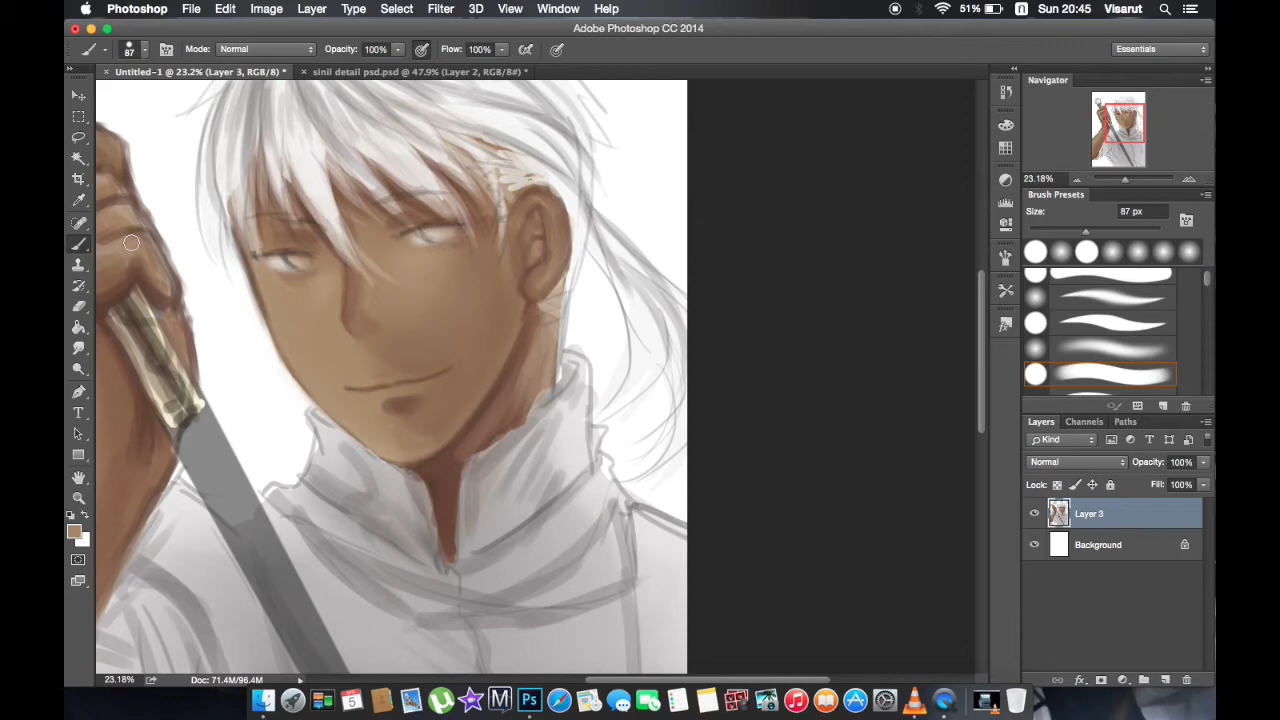 Photoshop File Edit Image Layer Type Select Filter 3D View Window Help 51% Sun 20:45 Visarut
Adobe Photoshop CC 2014
87 Mode: Normal Opacity: 100% Flow: 100% Essentials
Untitled-1 @ 23.2% (Layer 3, RGB/8) * sinil detail psd.psd @ 47.9% (Layer 2, RGB/8#) *
Navigator
23.18%
Brush Presets
Size: 87 px
Layers Channels Paths
Kind
Normal Opacity: 100%
Lock: Fill: 100%
Layer 3
Background
23.18% Doc: 71.4M/96.4M